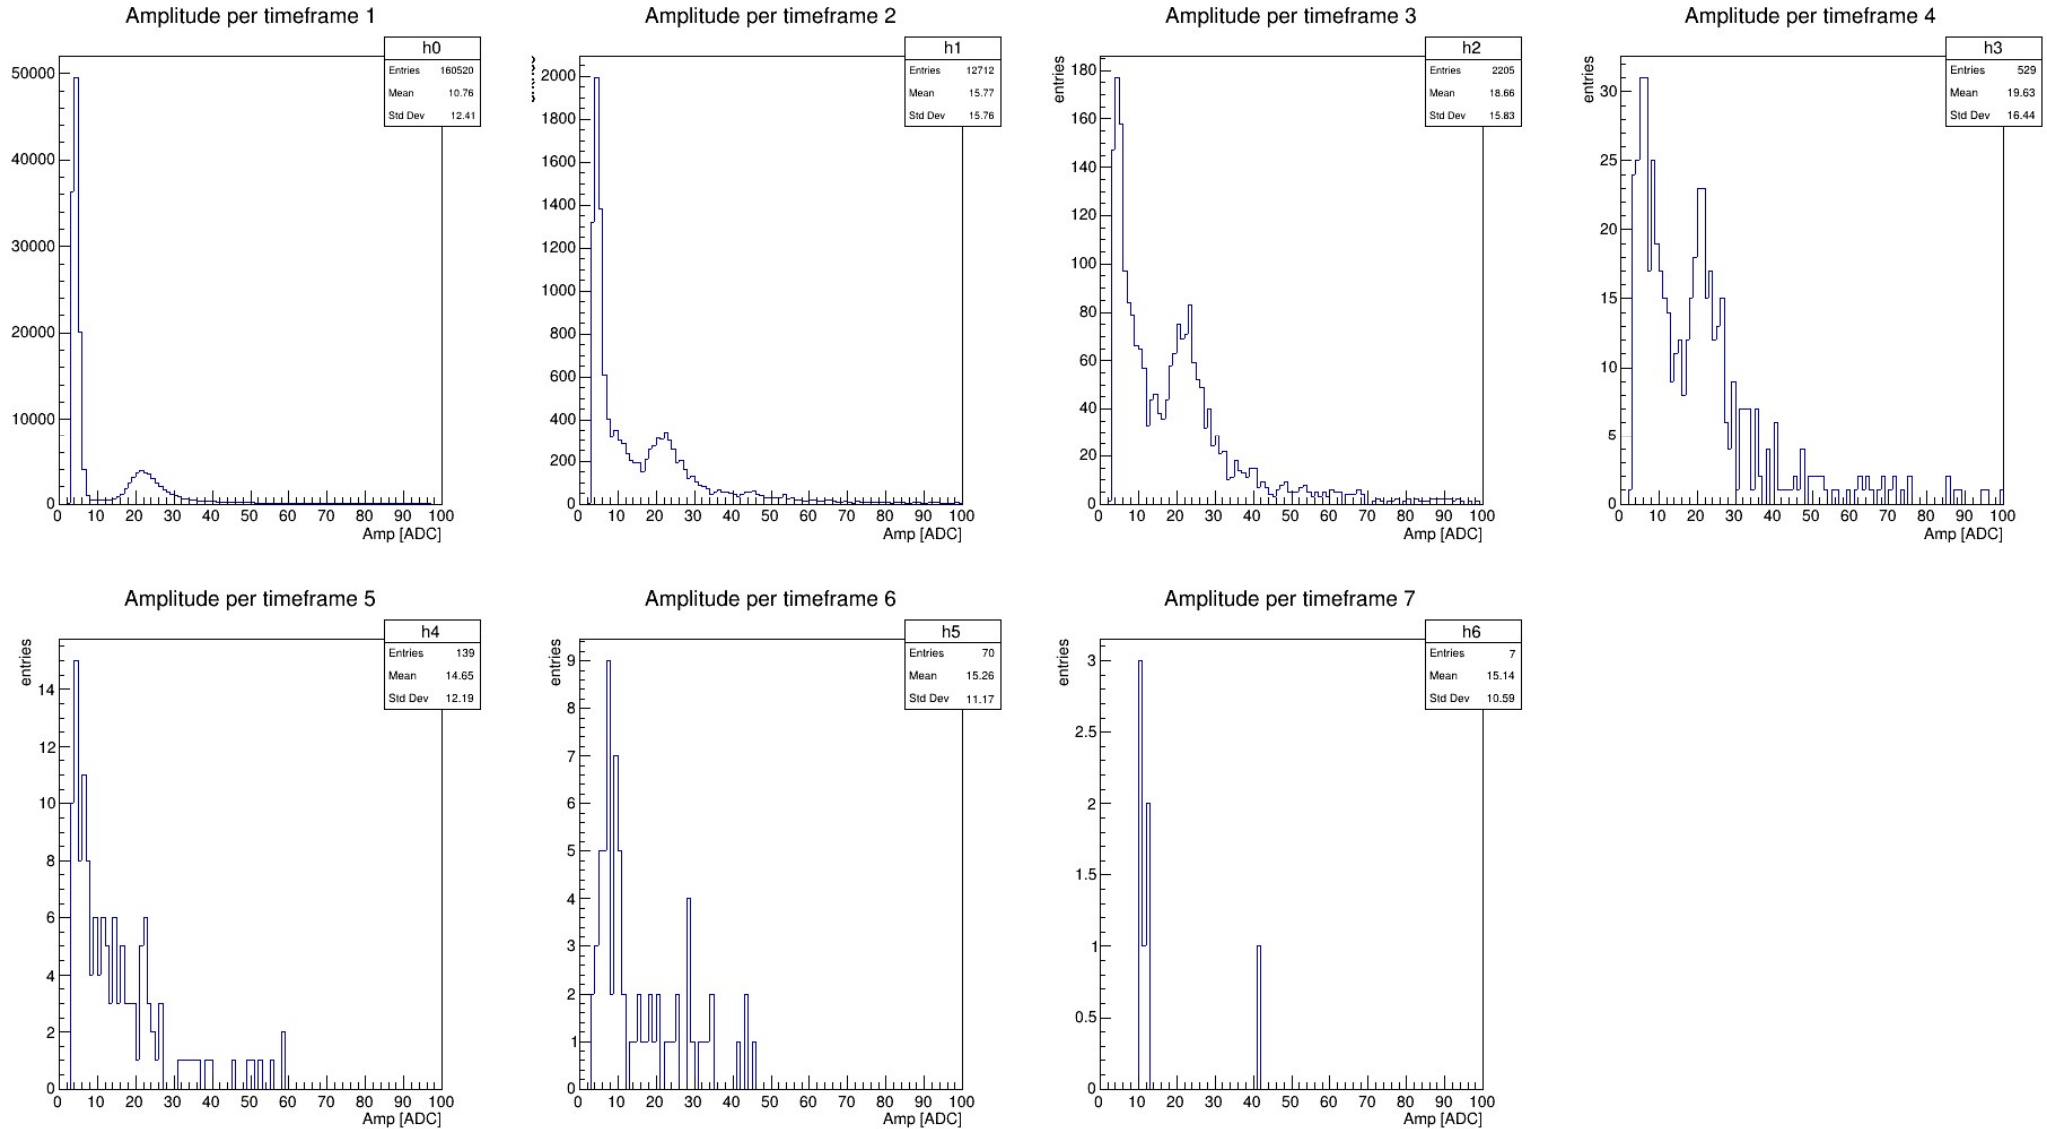 Amplitude per timeframe 1
h0
Entries 160520
Mean 10.76
Std Dev 12.41
50000
40000
30000
20000
10000
0
0 10 20 30 40 50 60 70 80 90 100
Amp [ADC]
Amplitude per timeframe 2
h1
Entries 12712
Mean 15.77
Std Dev 15.76
2000
1800
1600
1400
1200
1000
800
600
400
200
0
0 10 20 30 40 50 60 70 80 90 100
Amp [ADC]
Amplitude per timeframe 3
h2
Entries 2205
Mean 18.66
Std Dev 15.83
entries
180
160
140
120
100
80
60
40
20
0
0 10 20 30 40 50 60 70 80 90 100
Amp [ADC]
Amplitude per timeframe 4
h3
Entries 529
Mean 19.63
Std Dev 16.44
entries
30
25
20
15
10
5
0
0 10 20 30 40 50 60 70 80 90 100
Amp [ADC]
Amplitude per timeframe 5
h4
Entries 139
Mean 14.65
Std Dev 12.19
entries
14
12
10
8
6
4
2
0
0 10 20 30 40 50 60 70 80 90 100
Amp [ADC]
Amplitude per timeframe 6
h5
Entries 70
Mean 15.26
Std Dev 11.17
entries
9
8
7
6
5
4
3
2
1
0
0 10 20 30 40 50 60 70 80 90 100
Amp [ADC]
Amplitude per timeframe 7
h6
Entries 7
Mean 15.14
Std Dev 10.59
entries
3
2.5
2
1.5
1
0.5
0
0 10 20 30 40 50 60 70 80 90 100
Amp [ADC]